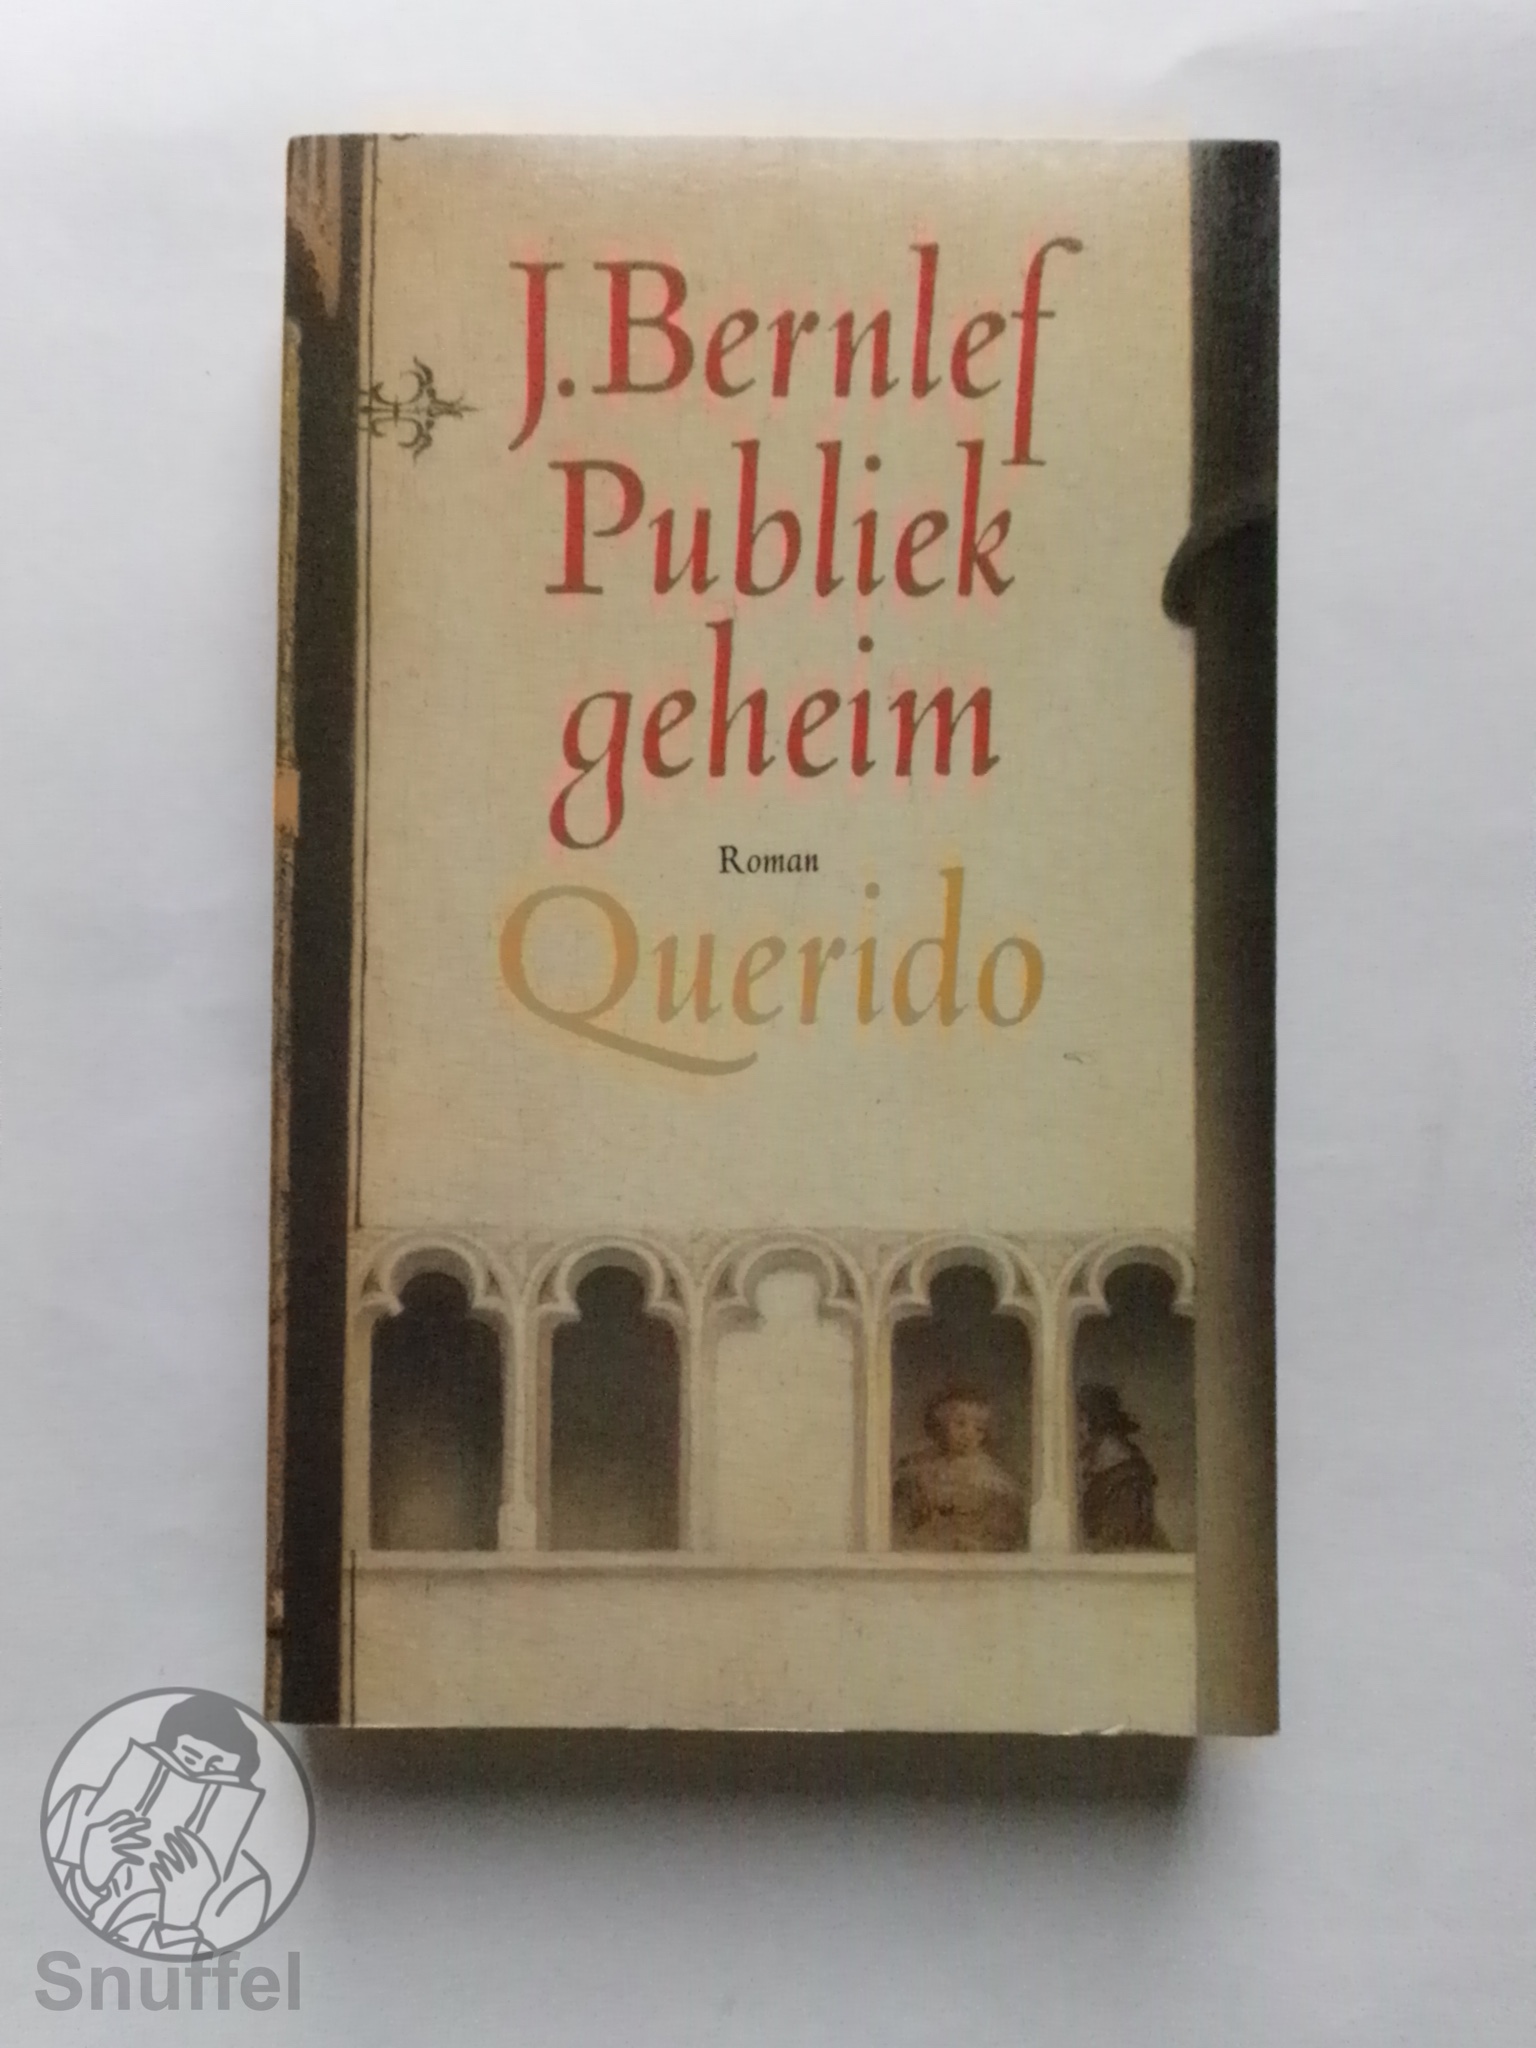 J. Bernlef
Publiek
geheim
Roman
Querido
Snuffel